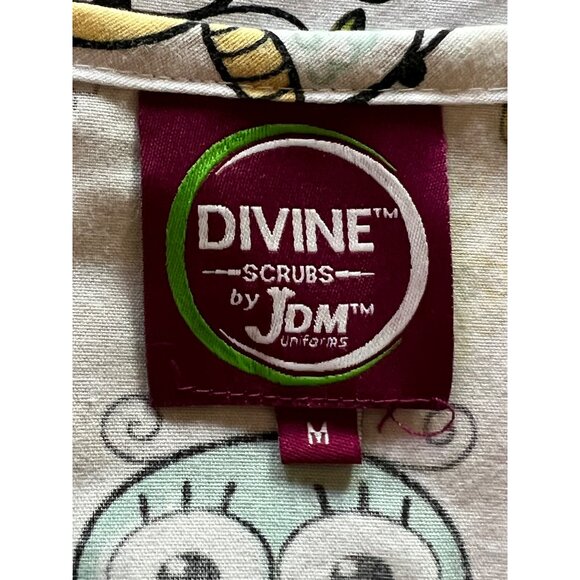 DIVINE™
SCRUBS
by JDM™
uniforms
M